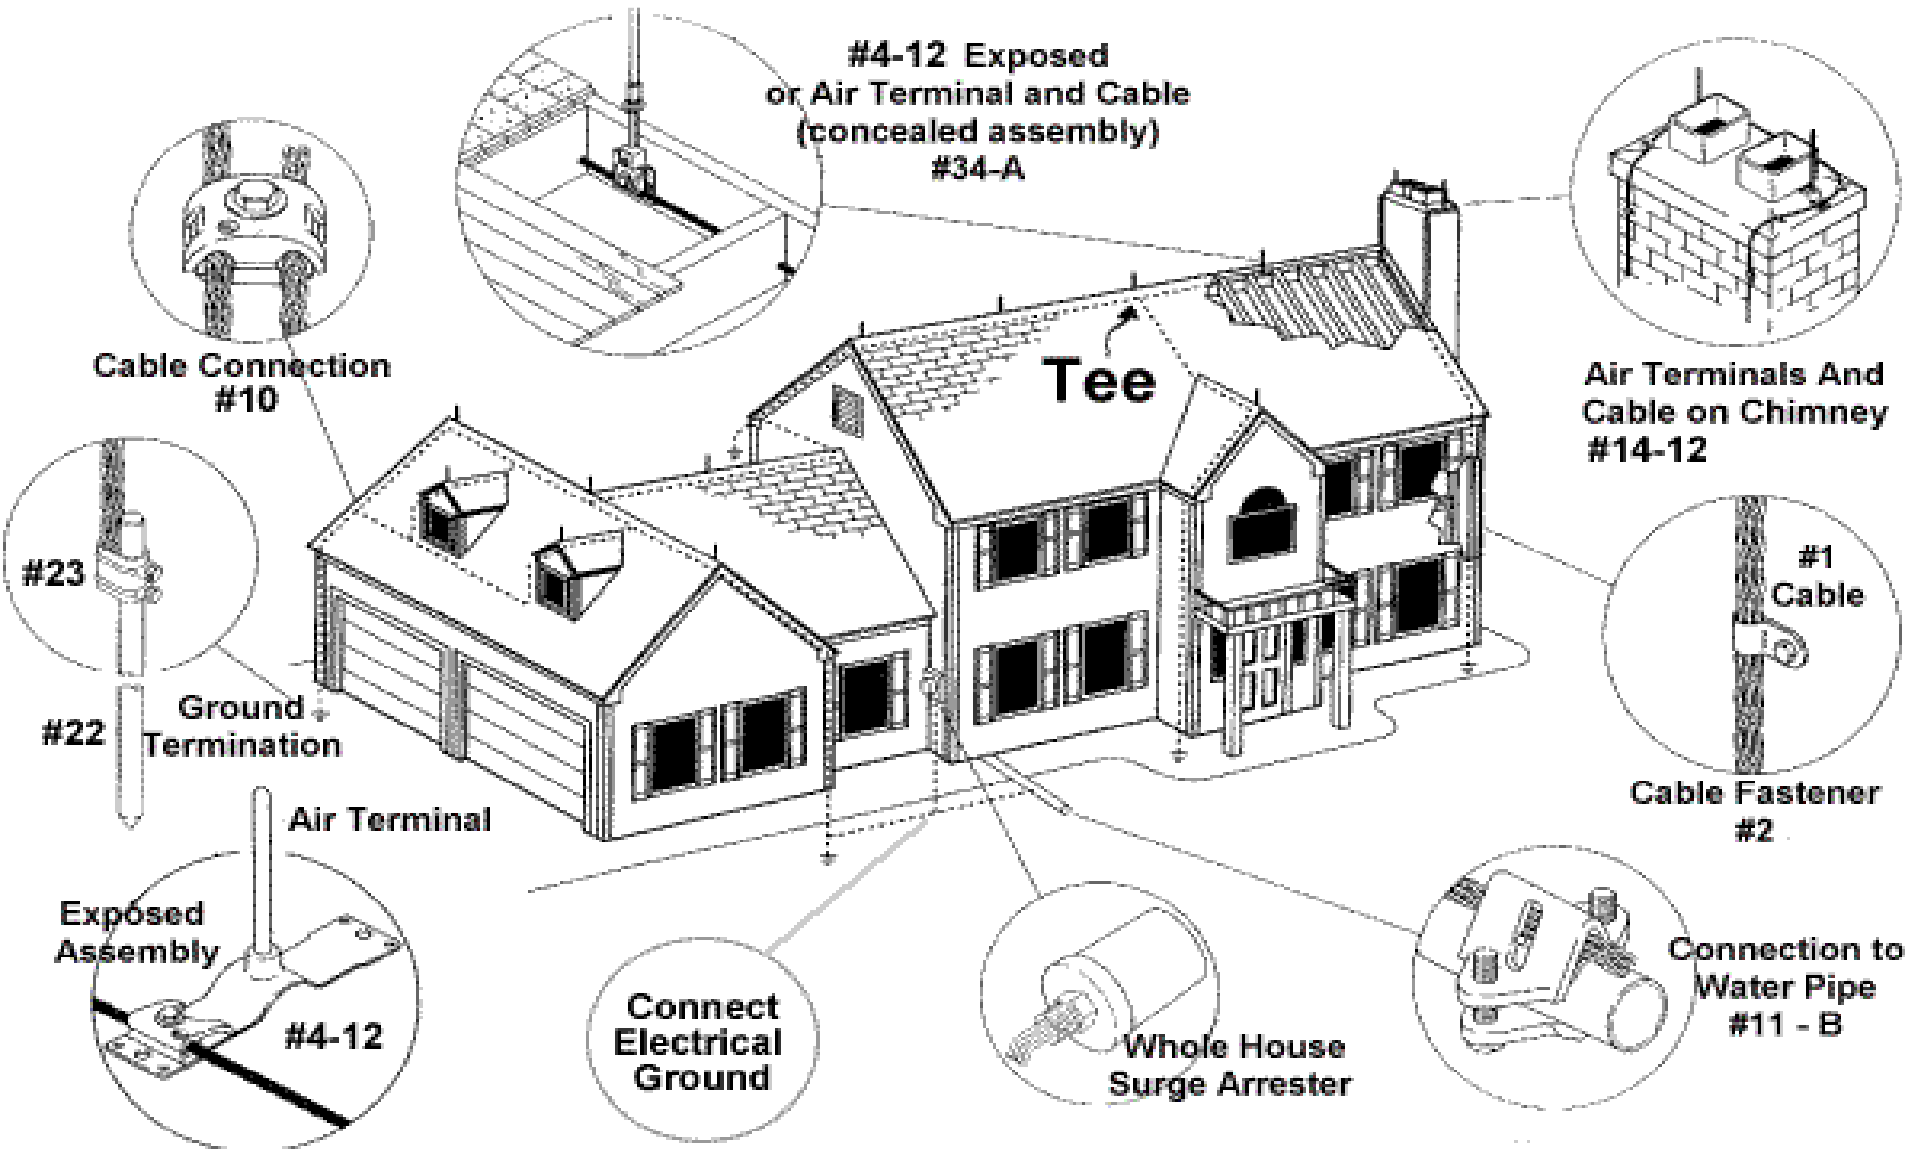 #4-12 Exposed
or Air Terminal and Cable
(concealed assembly)
#34-A
Cable Connection
#10
Tee
Air Terminals And
Cable on Chimney
#14-12
#23
#22
Ground
Termination
#1
Cable
Cable Fastener
#2
Air Terminal
Exposed
Assembly
#4-12
Connect
Electrical
Ground
Whole House
Surge Arrester
Connection to
Water Pipe
#11 - B